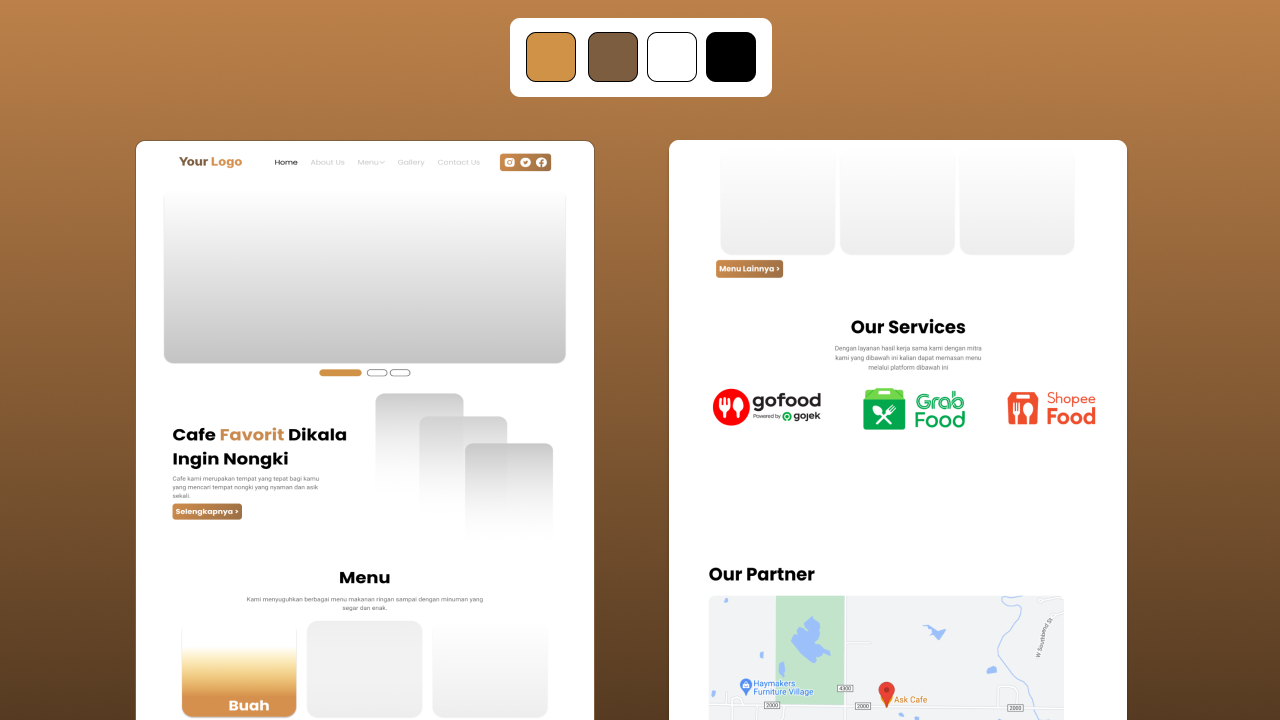 Your Logo
Home
About Us
Menu
Gallery
Contact Us
Cafe Favorit Dikala
Ingin Nongki
Cafe kami merupakan tempat yang tepat bagi kamu
yang mencari tempat nongki yang nyaman dan asik
sekali.
Selengkapnya >
Menu
Kami menyuguhkan berbagai menu makanan ringan sampai dengan minuman yang
segar dan enak.
Buah
Menu Lainnya >
Our Services
Dengan layanan hasil kerja sama kami dengan mitra
kami yang dibawah ini kalian dapat memasan menu
melalui platform dibawah ini
gofood
Powered by gojek
Grab
Food
Shopee
Food
Our Partner
W Southland Dr
Haymakers
Furniture Village
4300
Ask Cafe
2000
2000
2000